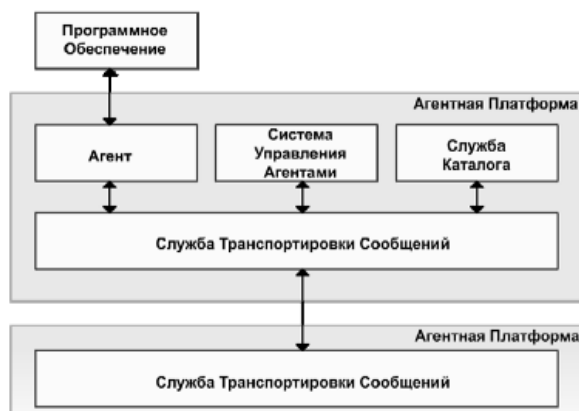 Программное
Обеспечение
Агентная Платформа
Агент
Система
Управления
Агентами
Служба
Каталога
Служба Транспортировки Сообщений
Агентная Платформа
Служба Транспортировки Сообщений